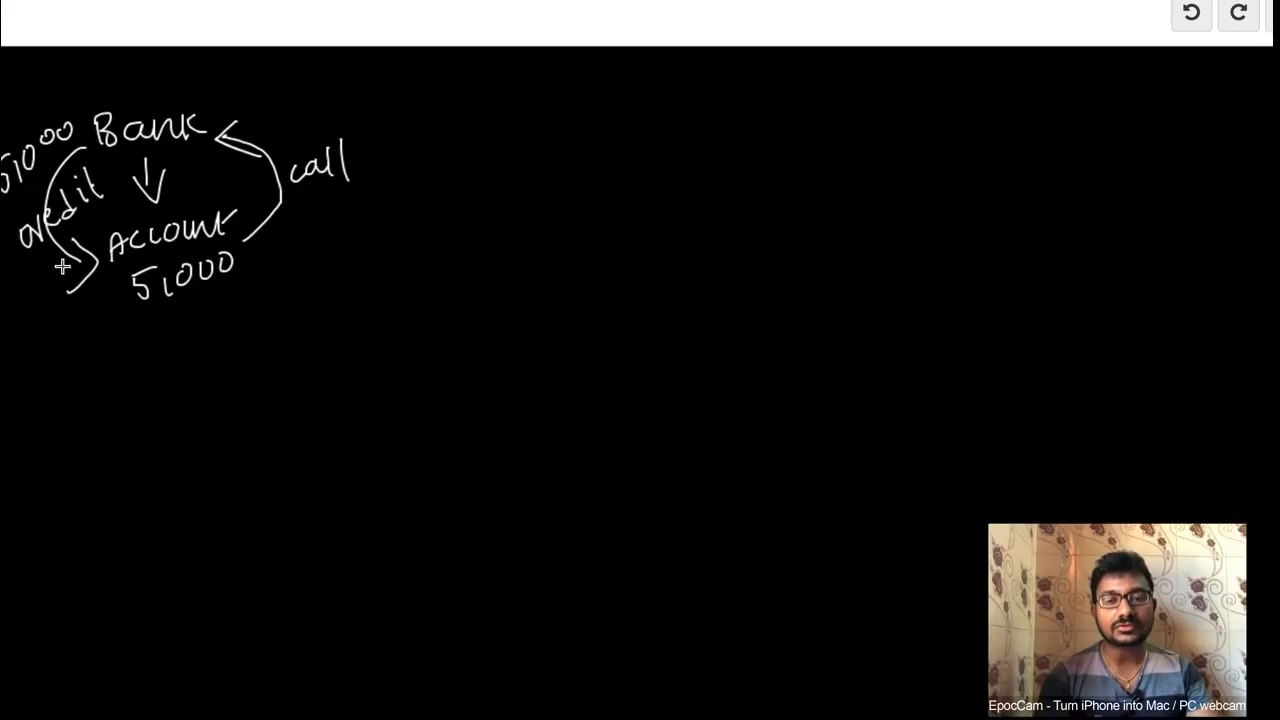 51000 Bank
call
credit
Account
51000
EpocCam - Turn iPhone into Mac / PC webcam